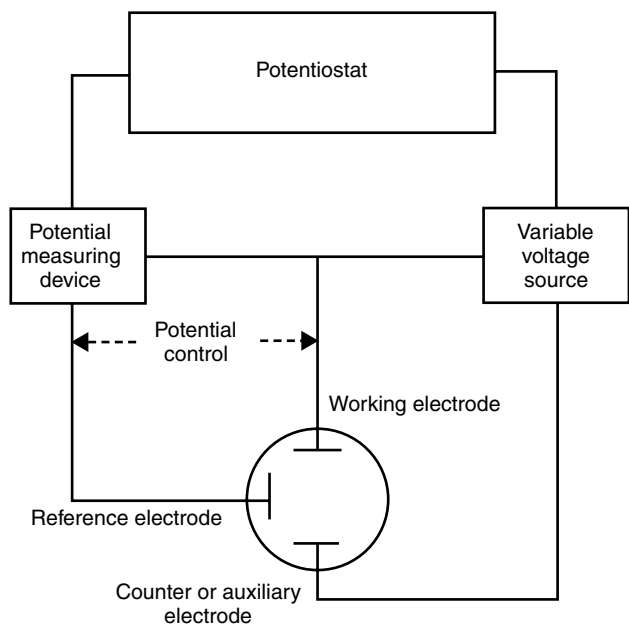 Potentiostat
Potential
measuring
device
Variable
voltage
source
Potential
control
Working electrode
Reference electrode
Counter or auxiliary
electrode